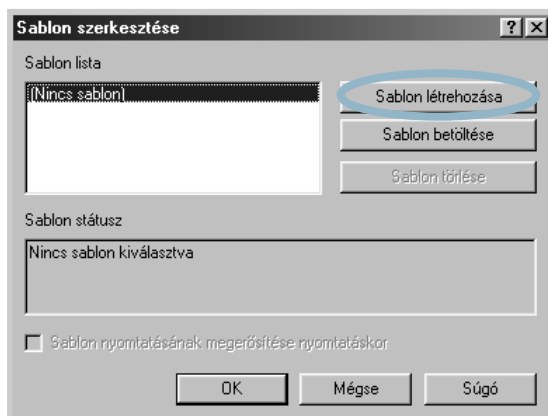 Sablon szerkesztése
Sablon lista
(Nincs sablon)
Sablon létrehozása
Sablon betöltése
Sablon törlése
Sablon státusz
Nincs sablon kiválasztva
Sablon nyomtatásának megerősítése nyomtatáskor
OK
Mégse
Súgó